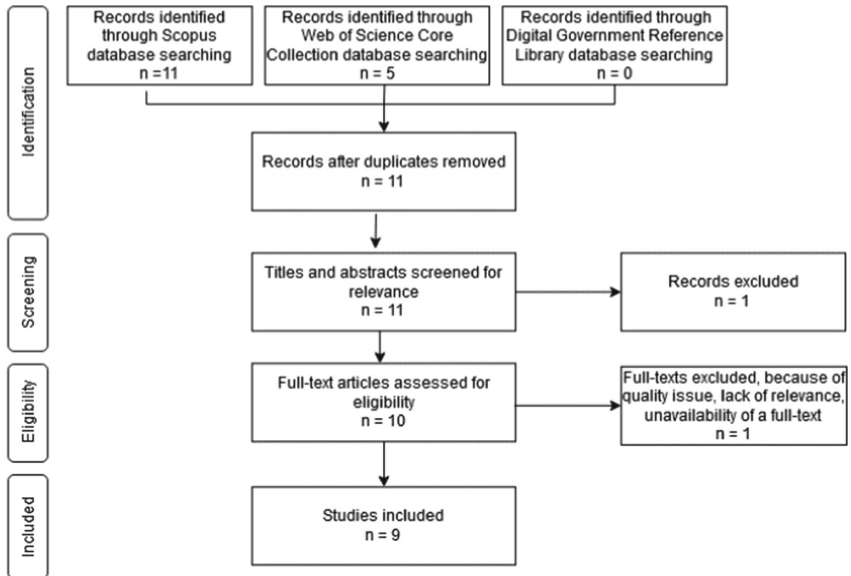 Identification
Records identified
through Scopus
database searching
n =11
Records identified through
Web of Science Core
Collection database searching
n = 5
Records identified through
Digital Government Reference
Library database searching
n = 0
Records after duplicates removed
n = 11
Screening
Titles and abstracts screened for
relevance
n = 11
Records excluded
n = 1
Eligibility
Full-text articles assessed for
eligibility
n = 10
Full-texts excluded, because of
quality issue, lack of relevance,
unavailability of a full-text
n = 1
Included
Studies included
n = 9